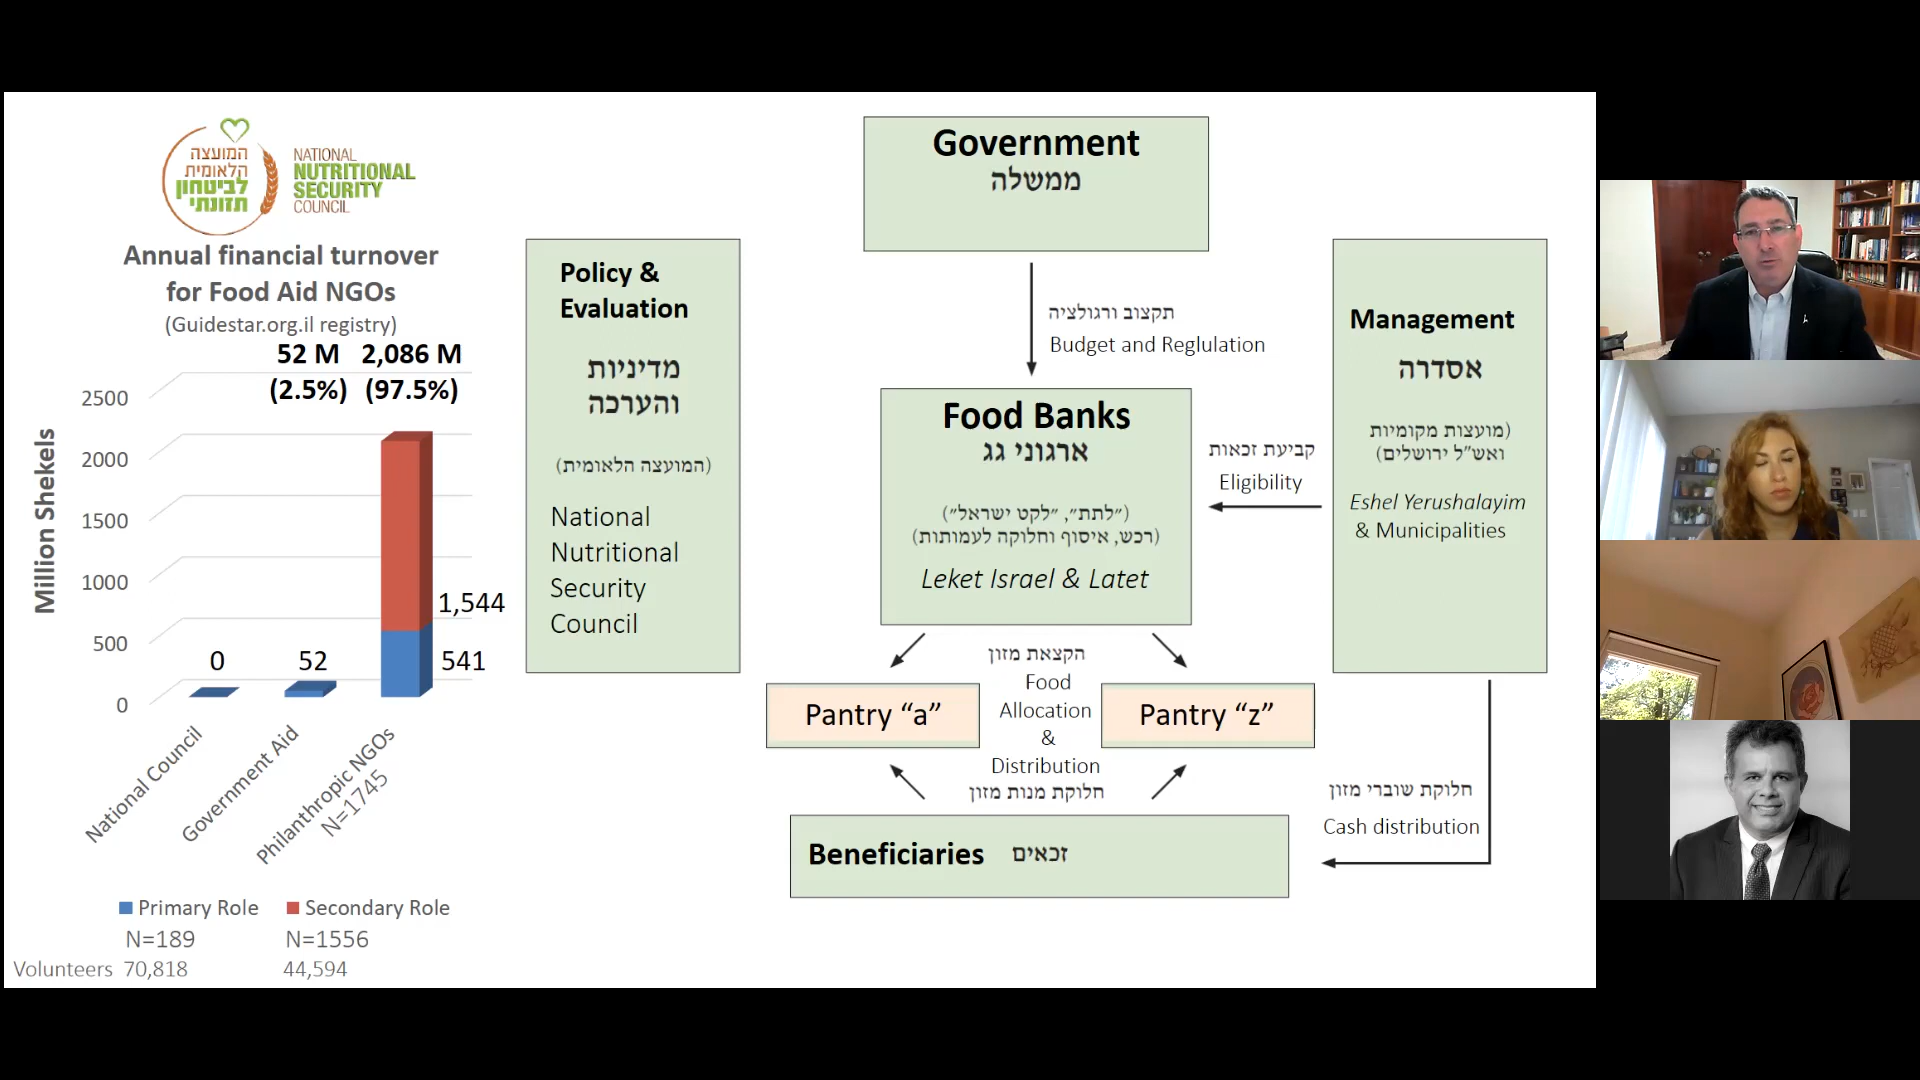 המועצה
הלאומית
לביטחון
תזונתי
NATIONAL
NUTRITIONAL
SECURITY
COUNCIL
Annual financial turnover
for Food Aid NGOs
(Guidestar.org.il registry)
52 M 2,086 M
(2.5%) (97.5%)
Million Shekels
2500
2000
1500
1000
500
0
0
52
1,544
541
National Council
Government Aid
Philanthropic NGOs
N=1745
Primary Role Secondary Role
N=189 N=1556
Volunteers 70,818 44,594
Policy &
Evaluation
מדיניות
והערכה
(המועצה הלאומית)
National
Nutritional
Security
Council
Government
ממשלה
תקצוב ורגולציה
Budget and Reglulation
Food Banks
ארגוני גג
("לתת", "לקט ישראל")
(רכש, איסוף וחלוקה לעמותות)
Leket Israel & Latet
קביעת זכאות
Eligibility
Management
אסדרה
(מועצות מקומיות
ואש"ל ירושלים)
Eshel Yerushalayim
& Municipalities
הקצאת מזון
Food
Allocation
&
Distribution
חלוקת מנות מזון
Pantry “a”
Pantry “z”
Beneficiaries זכאים
חלוקת שוברי מזון
Cash distribution